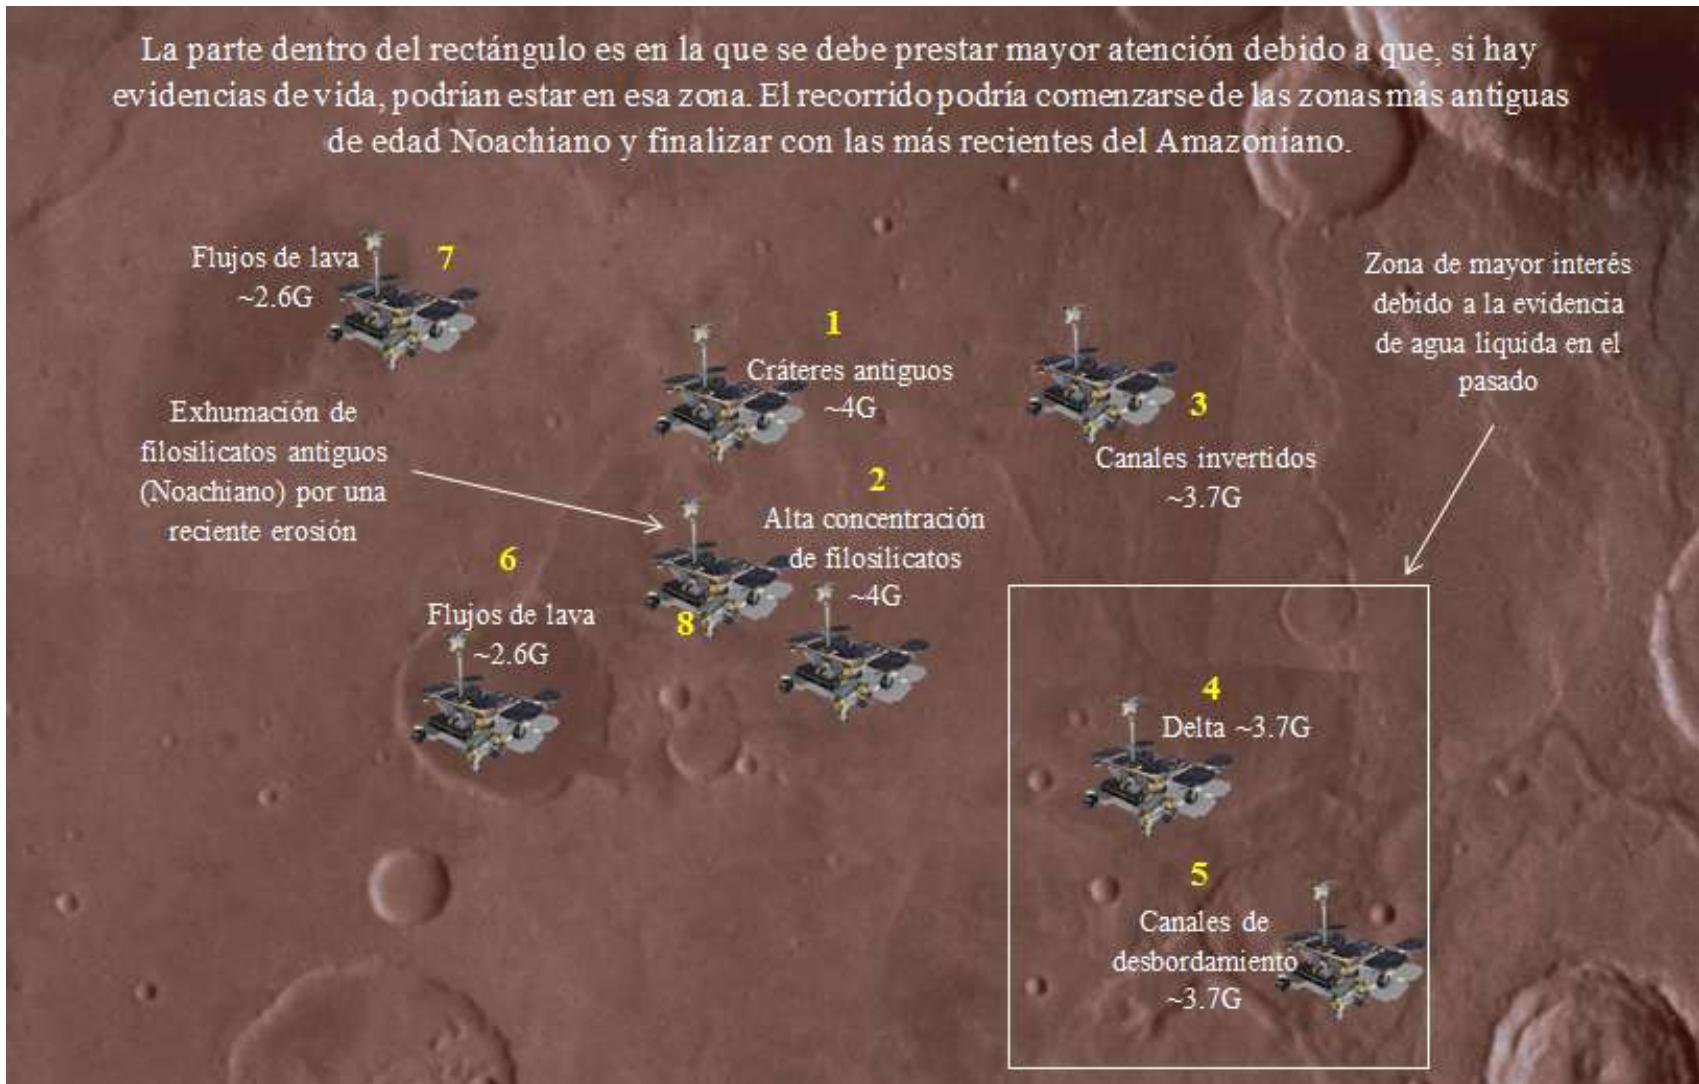 La parte dentro del rectángulo es en la que se debe prestar mayor atención debido a que, si hay
evidencias de vida, podrían estar en esa zona. El recorrido podría comenzarse de las zonas más antiguas
de edad Noachiano y finalizar con las más recientes del Amazoniano.
Flujos de lava
~2.6G
7
1
Cráteres antiguos
~4G
3
Canales invertidos
~3.7G
Zona de mayor interés
debido a la evidencia
de agua liquida en el
pasado
Exhumación de
filosilicatos antiguos
(Noachiano) por una
reciente erosión
2
Alta concentración
de filosilicatos
~4G
8
6
Flujos de lava
~2.6G
4
Delta ~3.7G
5
Canales de
desbordamiento
~3.7G